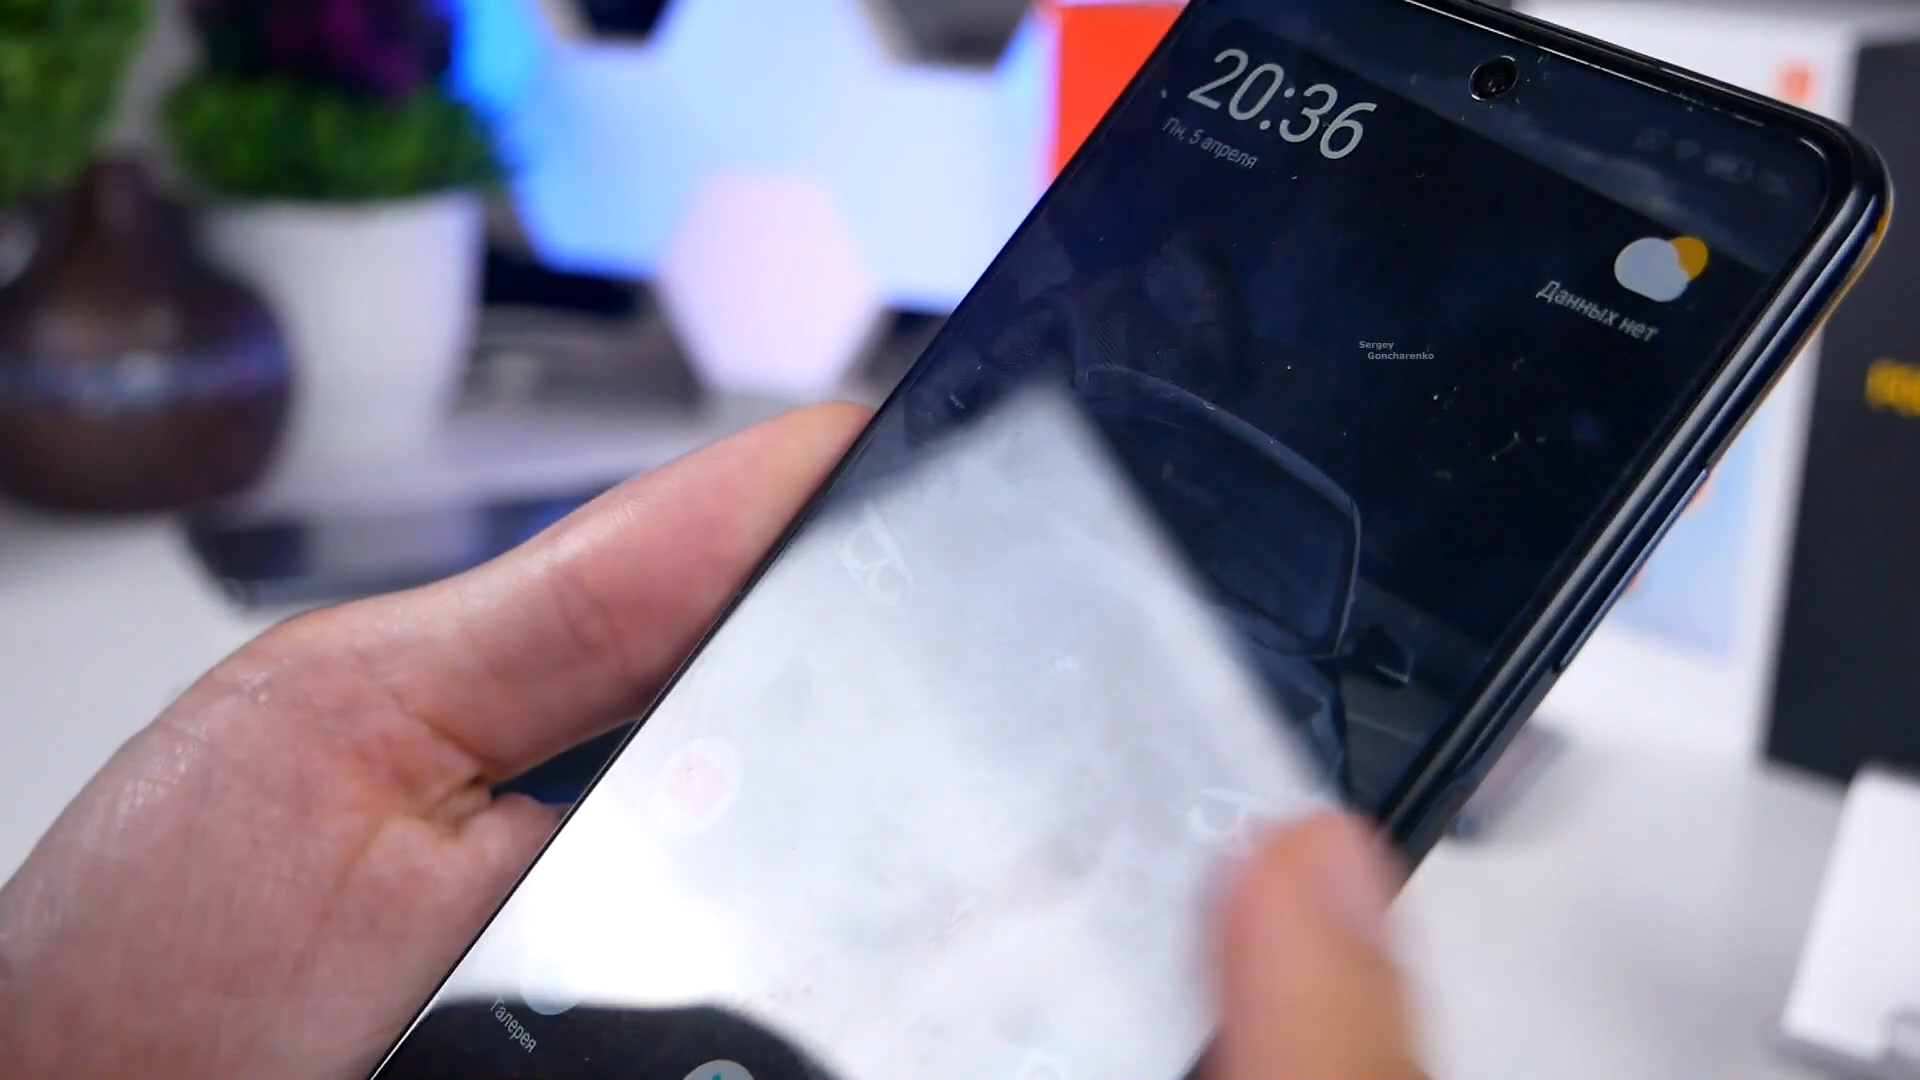 20:36
Пн, 5 апреля
Данных нет
Sergey
Goncharenko
Галерея